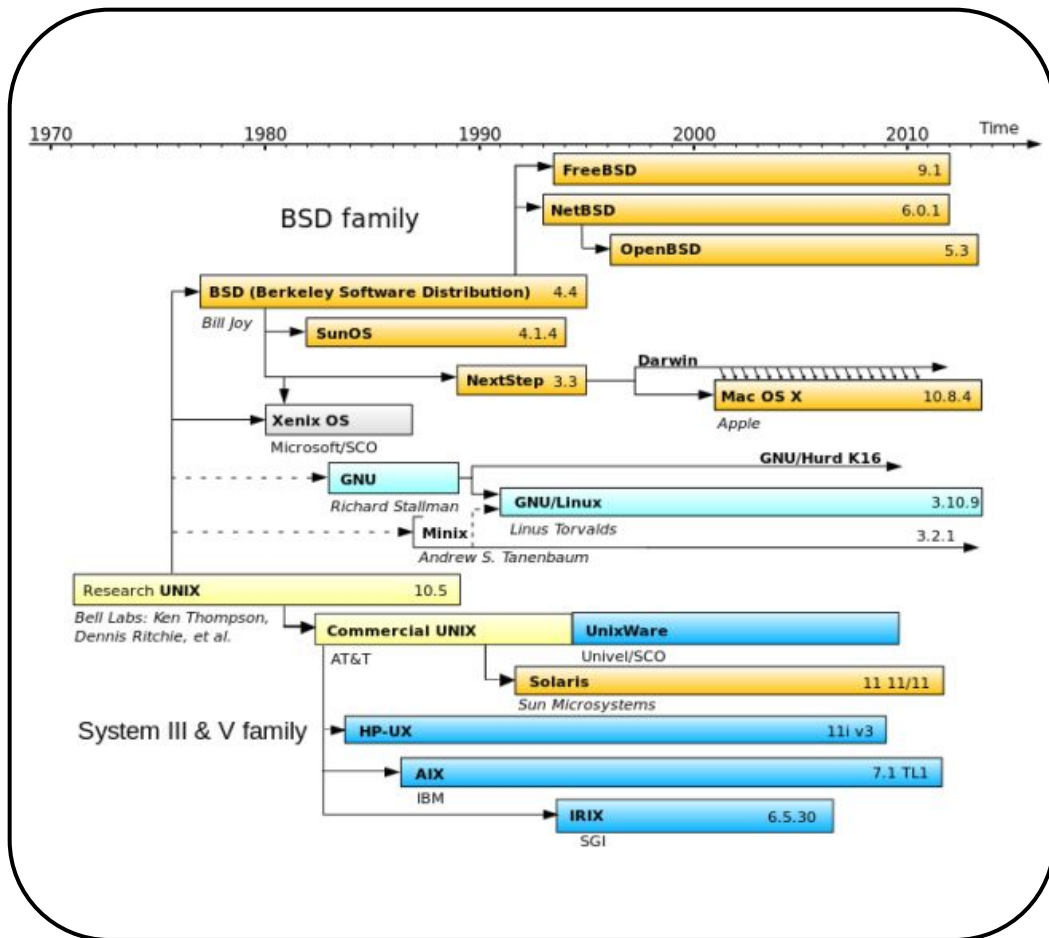 1970 1980 1990 2000 2010 Time
FreeBSD 9.1
BSD family
NetBSD 6.0.1
OpenBSD 5.3
BSD (Berkeley Software Distribution) 4.4
Bill Joy
SunOS 4.1.4
Darwin
NextStep 3.3
Mac OS X 10.8.4
Apple
Xenix OS
Microsoft/SCO
GNU/Hurd K16
GNU
Richard Stallman
GNU/Linux 3.10.9
Linus Torvalds
Minix 3.2.1
Andrew S. Tanenbaum
Research UNIX 10.5
Bell Labs: Ken Thompson,
Dennis Ritchie, et al.
Commercial UNIX
AT&T
UnixWare
Univel/SCO
Solaris 11 11/11
Sun Microsystems
System III & V family
HP-UX 11i v3
AIX 7.1 TL1
IBM
IRIX 6.5.30
SGI